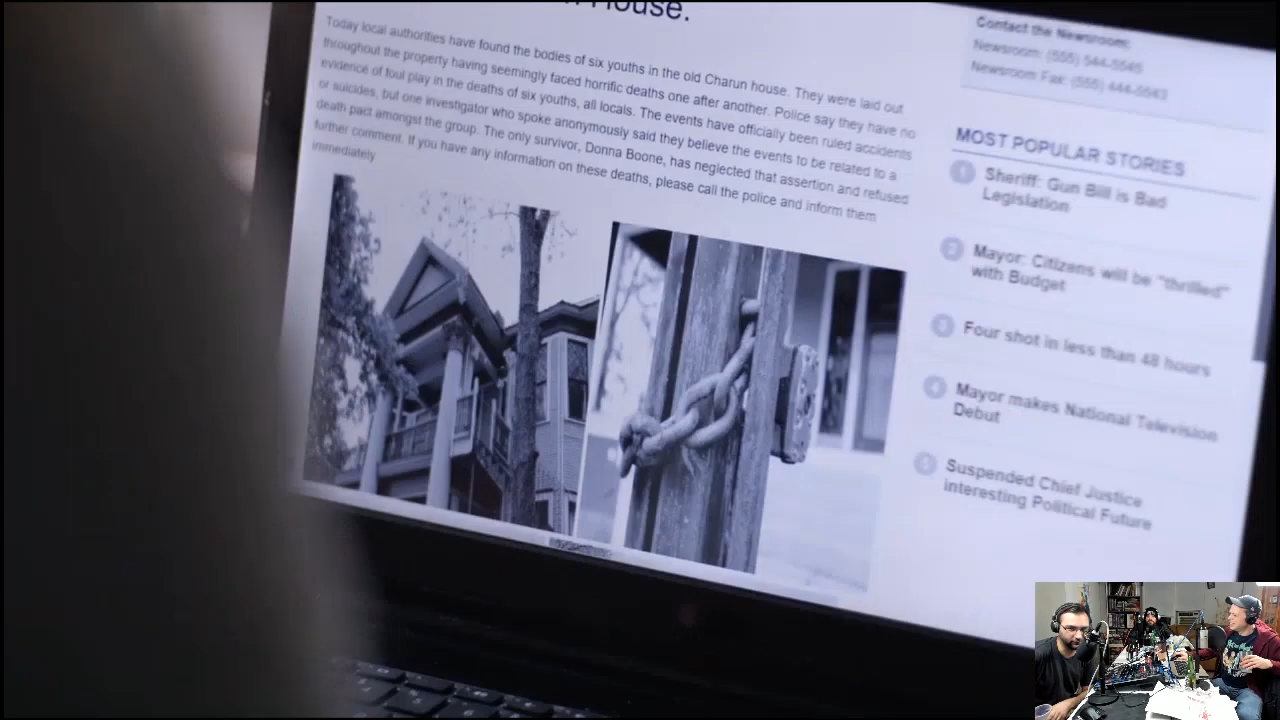 House.
Today local authorities have found the bodies of six youths in the old Charun house. They were laid out
throughout the property having seemingly faced horrific deaths one after another. Police say they have no
evidence of foul play in the deaths of six youths, all locals. The events have officially been ruled accidents
or suicides, but one investigator who spoke anonymously said they believe the events to be related to a
death pact amongst the group. The only survivor, Donna Boone, has neglected that assertion and refused
further comment. If you have any information on these deaths, please call the police and inform them
immediately
Contact the Newsroom:
Newsroom: (555) 544-5545
Newsroom Fax: (555) 444-5543
MOST POPULAR STORIES
1 Sheriff: Gun Bill is Bad
Legislation
2 Mayor: Citizens will be "thrilled"
with Budget
3 Four shot in less than 48 hours
4 Mayor makes National Television
Debut
5 Suspended Chief Justice
interesting Political Future